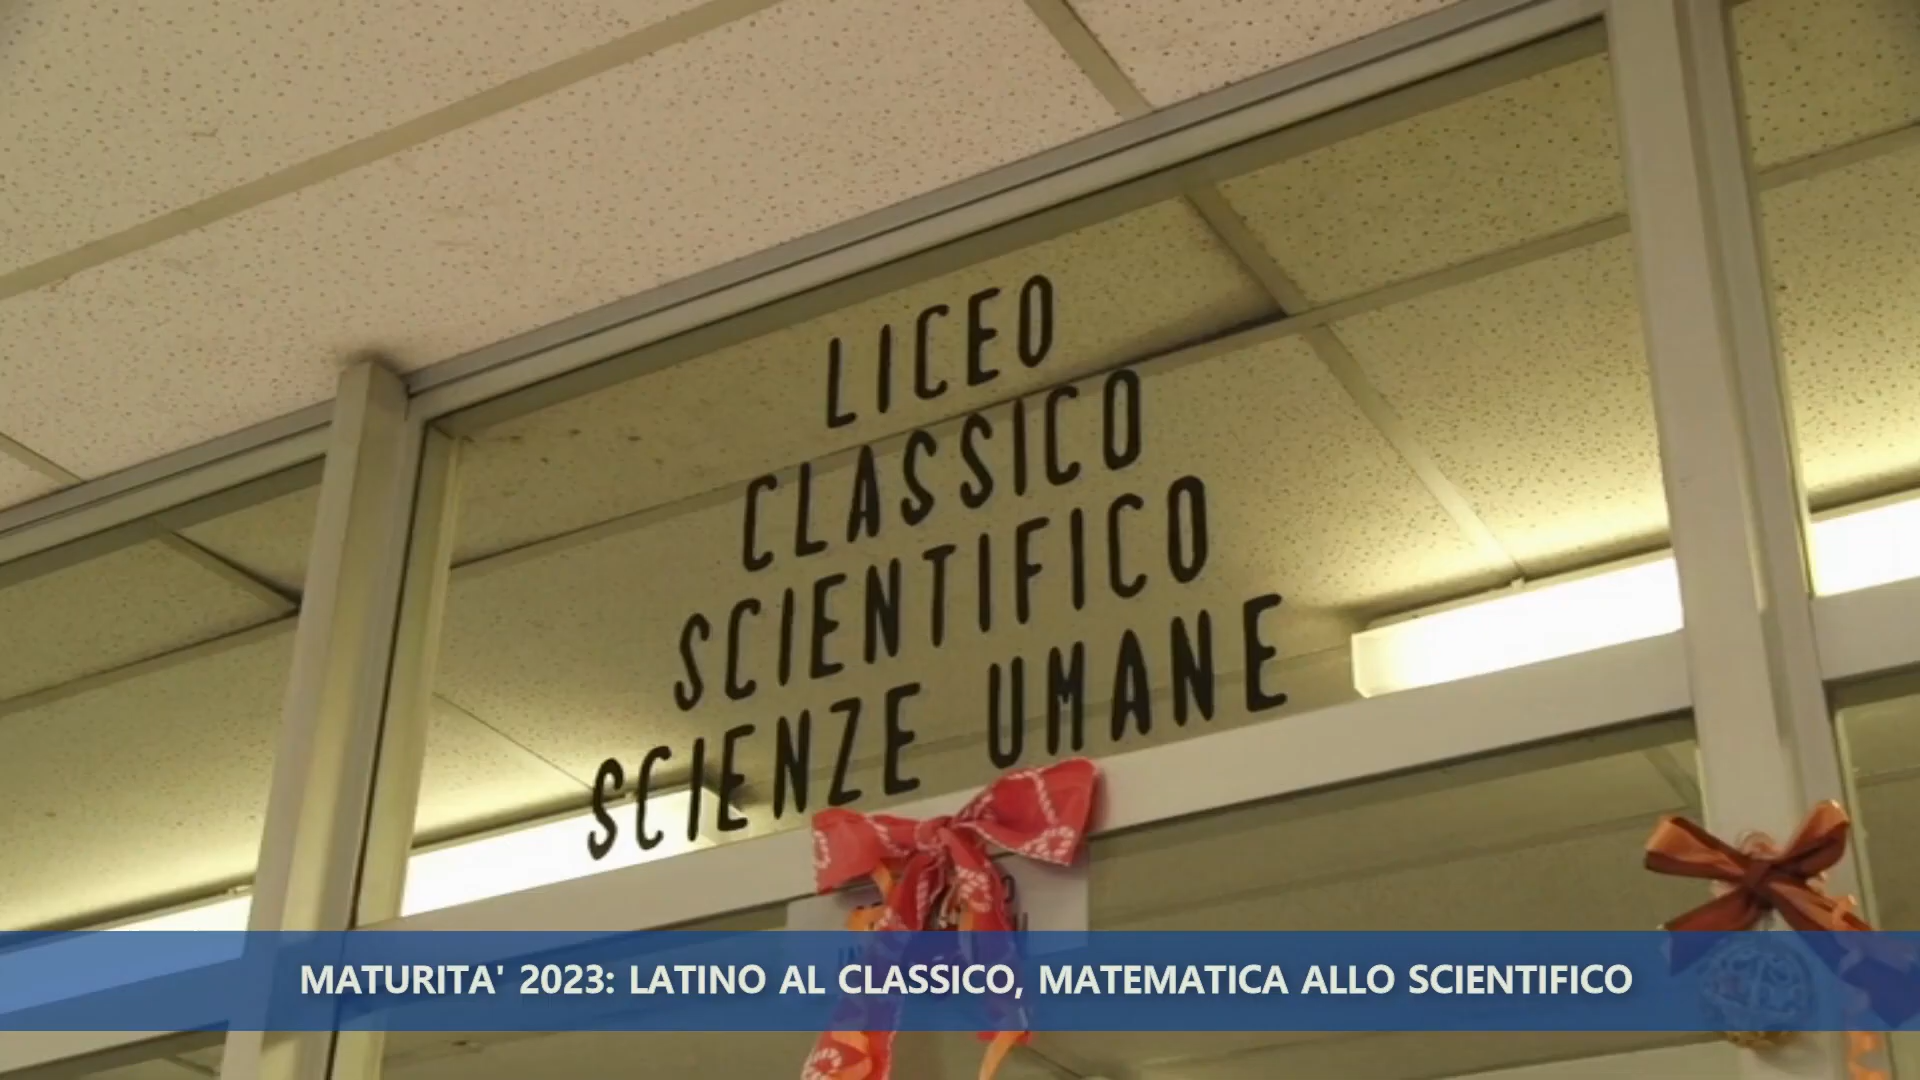 LICEO
CLASSICO
SCIENTIFICO
SCIENZE UMANE
MATURITA' 2023: LATINO AL CLASSICO, MATEMATICA ALLO SCIENTIFICO